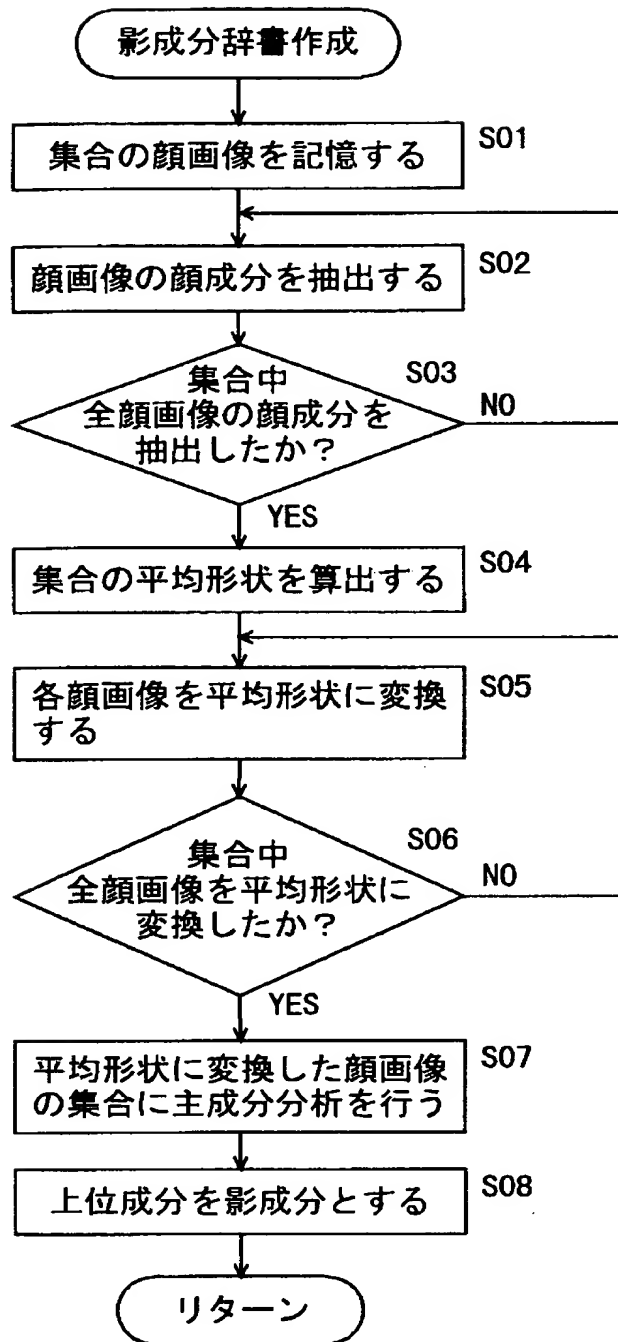 影成分辞書作成
集合の顔画像を記憶する
S01
顔画像の顔成分を抽出する
S02
集合中
全顔画像の顔成分を
抽出したか？
S03
NO
YES
集合の平均形状を算出する
S04
各顔画像を平均形状に変換
する
S05
集合中
全顔画像を平均形状に
変換したか？
S06
NO
YES
平均形状に変換した顔画像
の集合に主成分分析を行う
S07
上位成分を影成分とする
S08
リターン